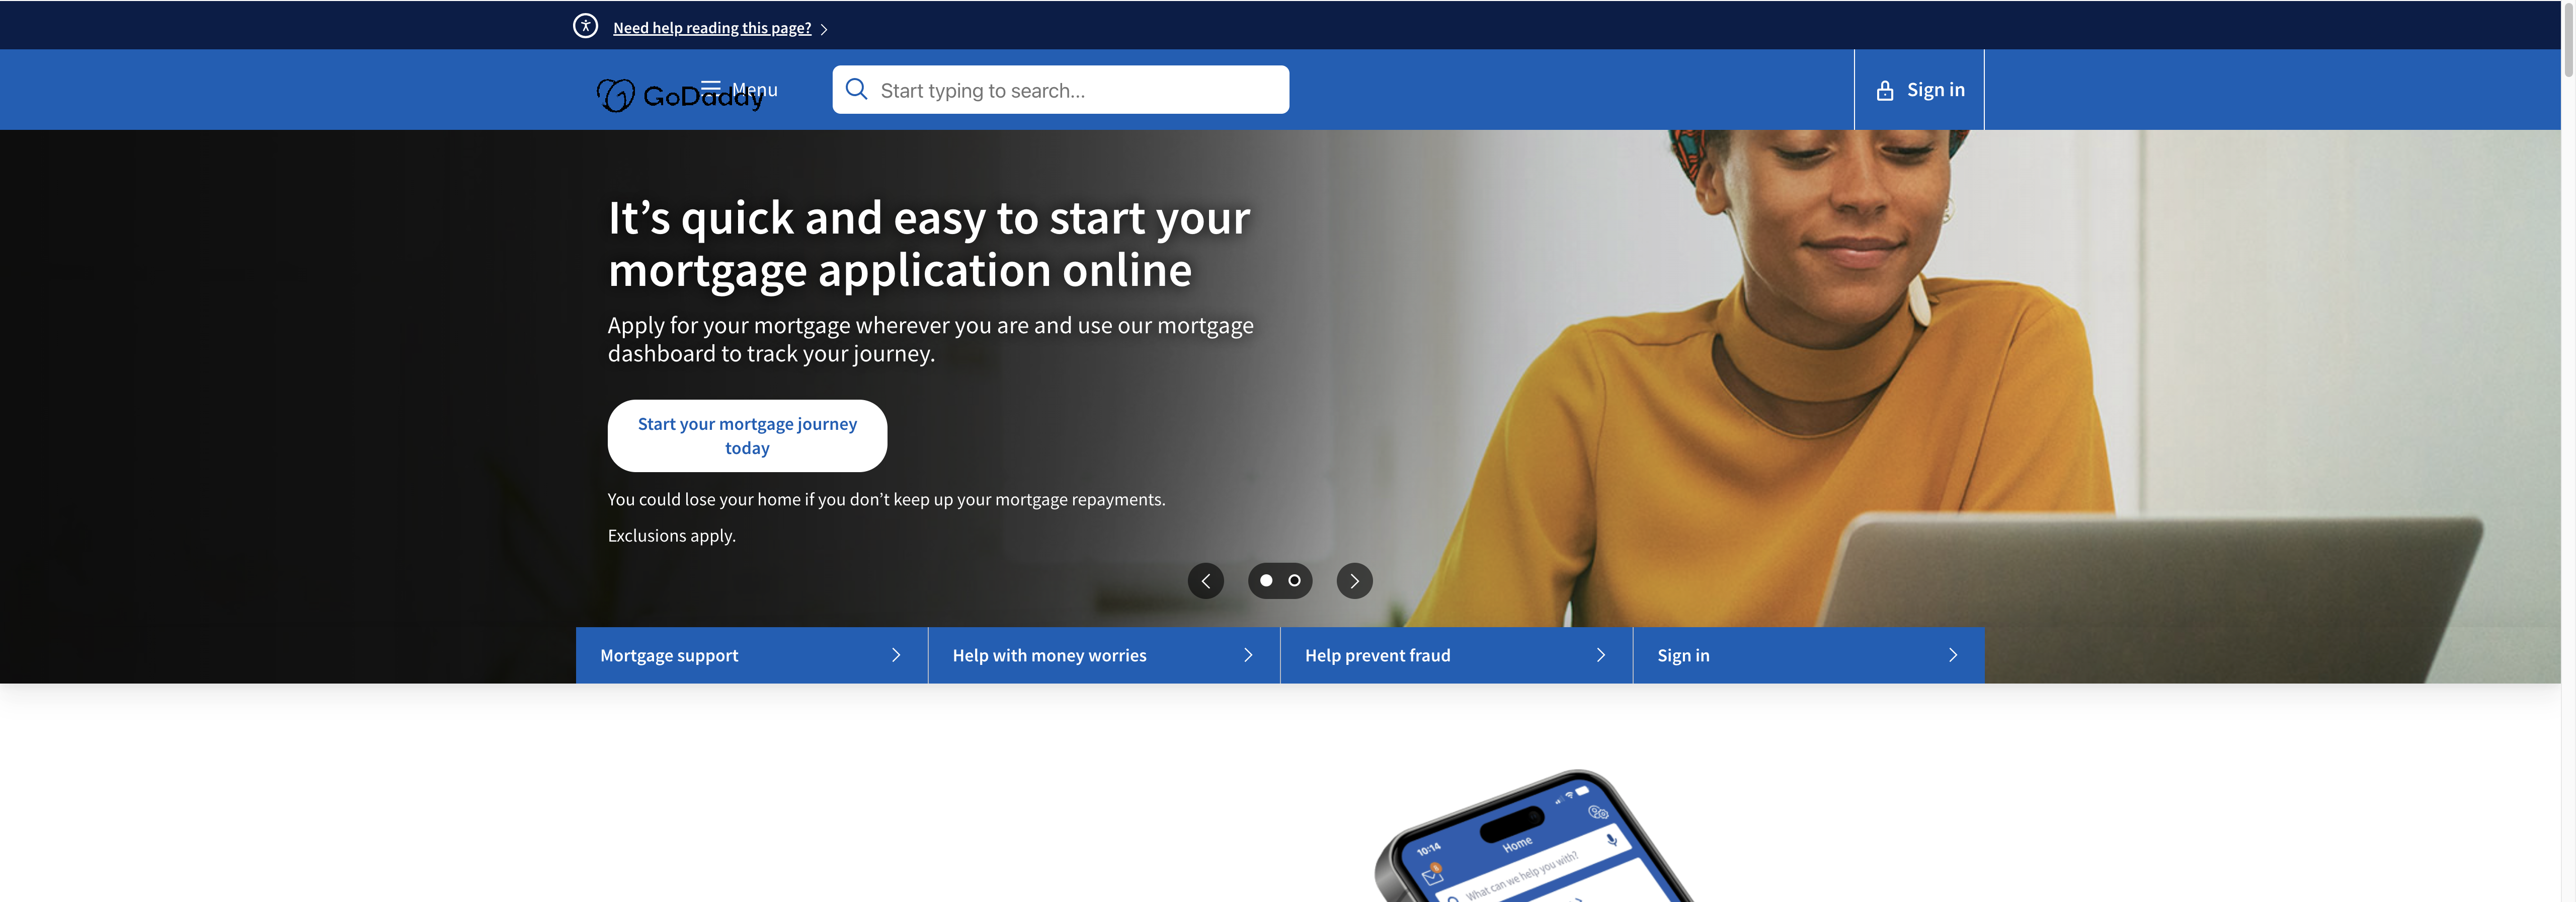 Need help reading this page?
GoDaddy
Menu
Start typing to search...
Sign in
It’s quick and easy to start your
mortgage application online
Apply for your mortgage wherever you are and use our mortgage
dashboard to track your journey.
Start your mortgage journey
today
You could lose your home if you don’t keep up your mortgage repayments.
Exclusions apply.
Mortgage support
Help with money worries
Help prevent fraud
Sign in
10:14
Home
What can we help you with?